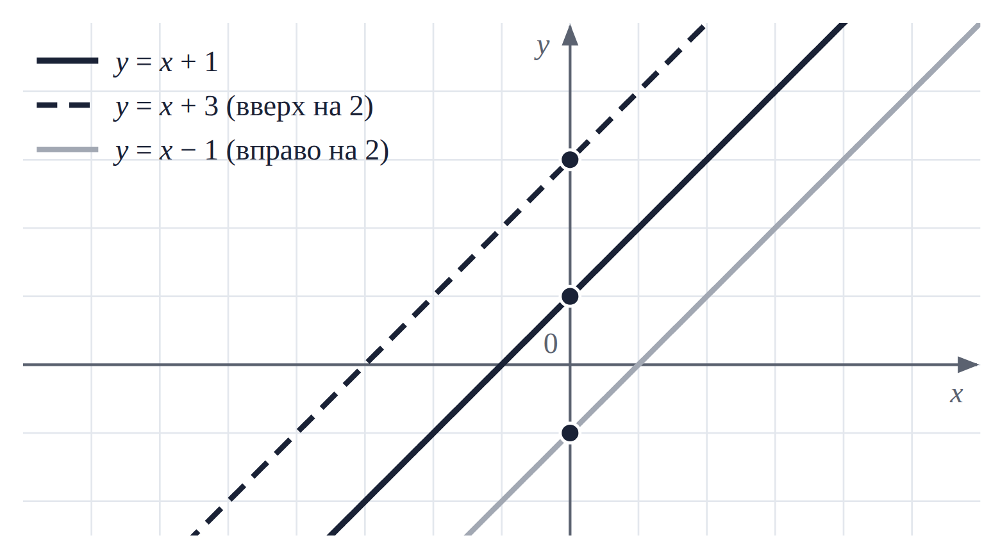 y
y = x + 1
y = x + 3 (вверх на 2)
y = x − 1 (вправо на 2)
0
x